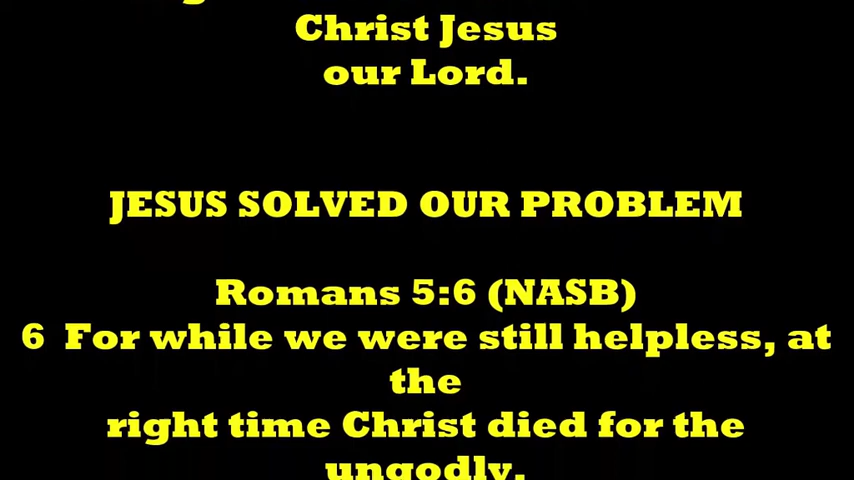 Christ Jesus
our Lord.
JESUS SOLVED OUR PROBLEM
Romans 5:6 (NASB)
6 For while we were still helpless, at
the
right time Christ died for the
ungodly.